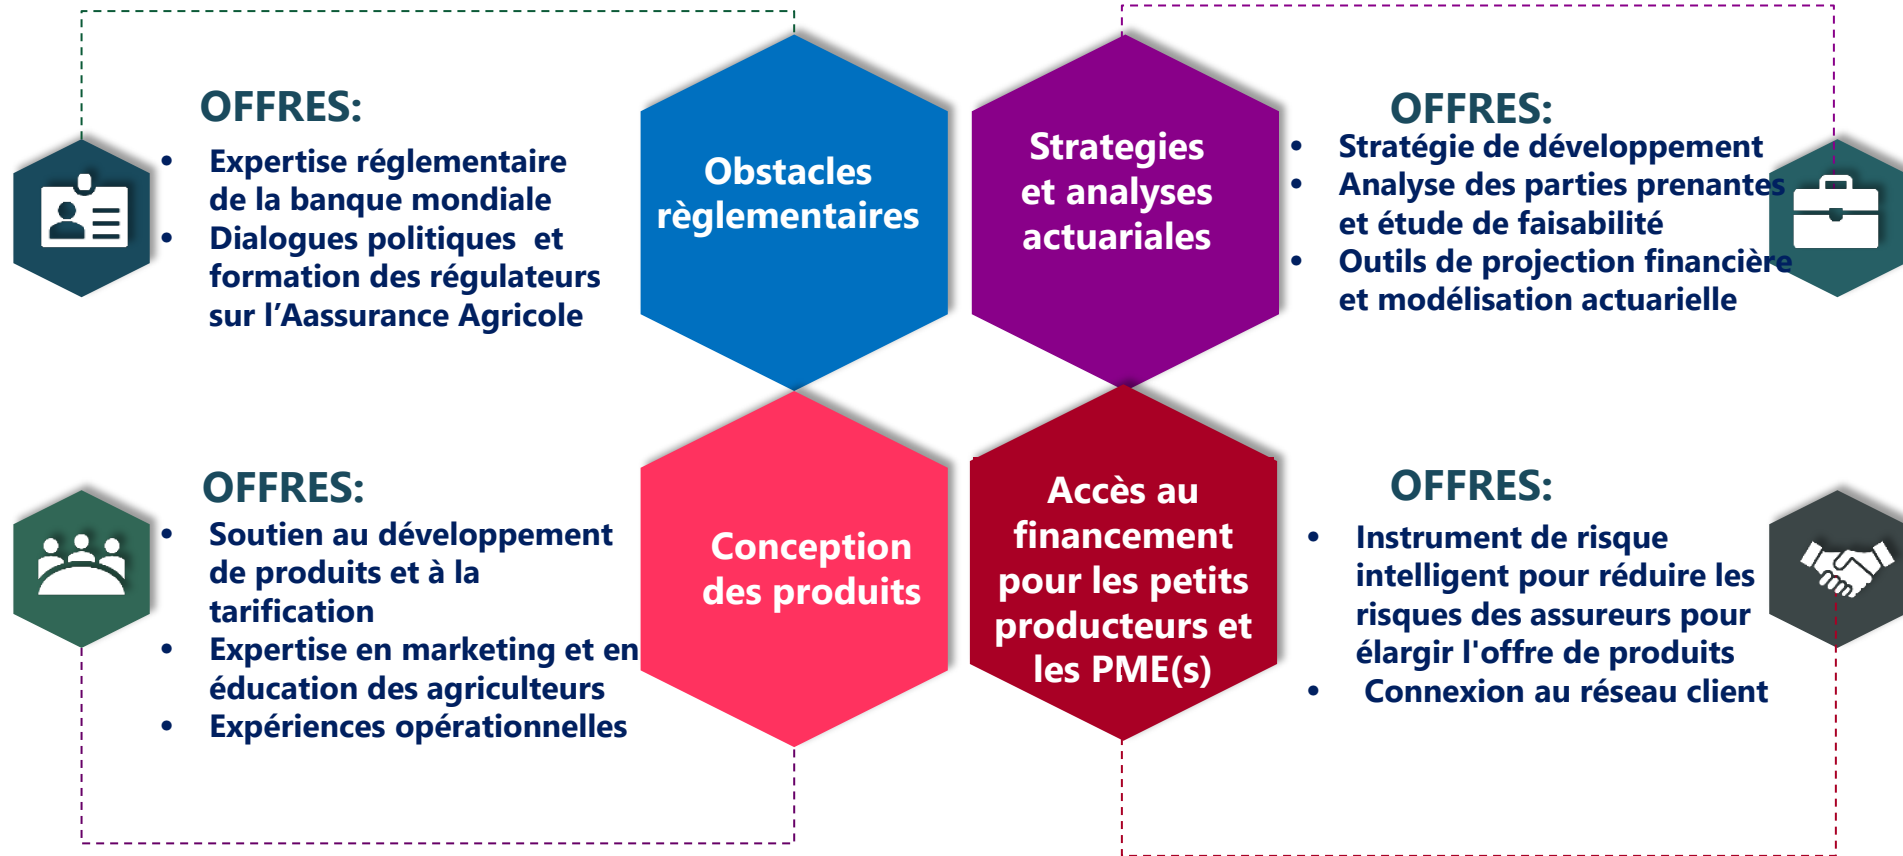 OFFRES:
• Expertise réglementaire
de la banque mondiale
• Dialogues politiques et
formation des régulateurs
sur l’Aassurance Agricole
Obstacles
règlementaires
Strategies
et analyses
actuariales
OFFRES:
• Stratégie de développement
• Analyse des parties prenantes
et étude de faisabilité
• Outils de projection financière
et modélisation actuarielle
OFFRES:
• Soutien au développement
de produits et à la
tarification
• Expertise en marketing et en
éducation des agriculteurs
• Expériences opérationnelles
Conception
des produits
Accès au
financement
pour les petits
producteurs et
les PME(s)
OFFRES:
• Instrument de risque
intelligent pour réduire les
risques des assureurs pour
élargir l'offre de produits
• Connexion au réseau client